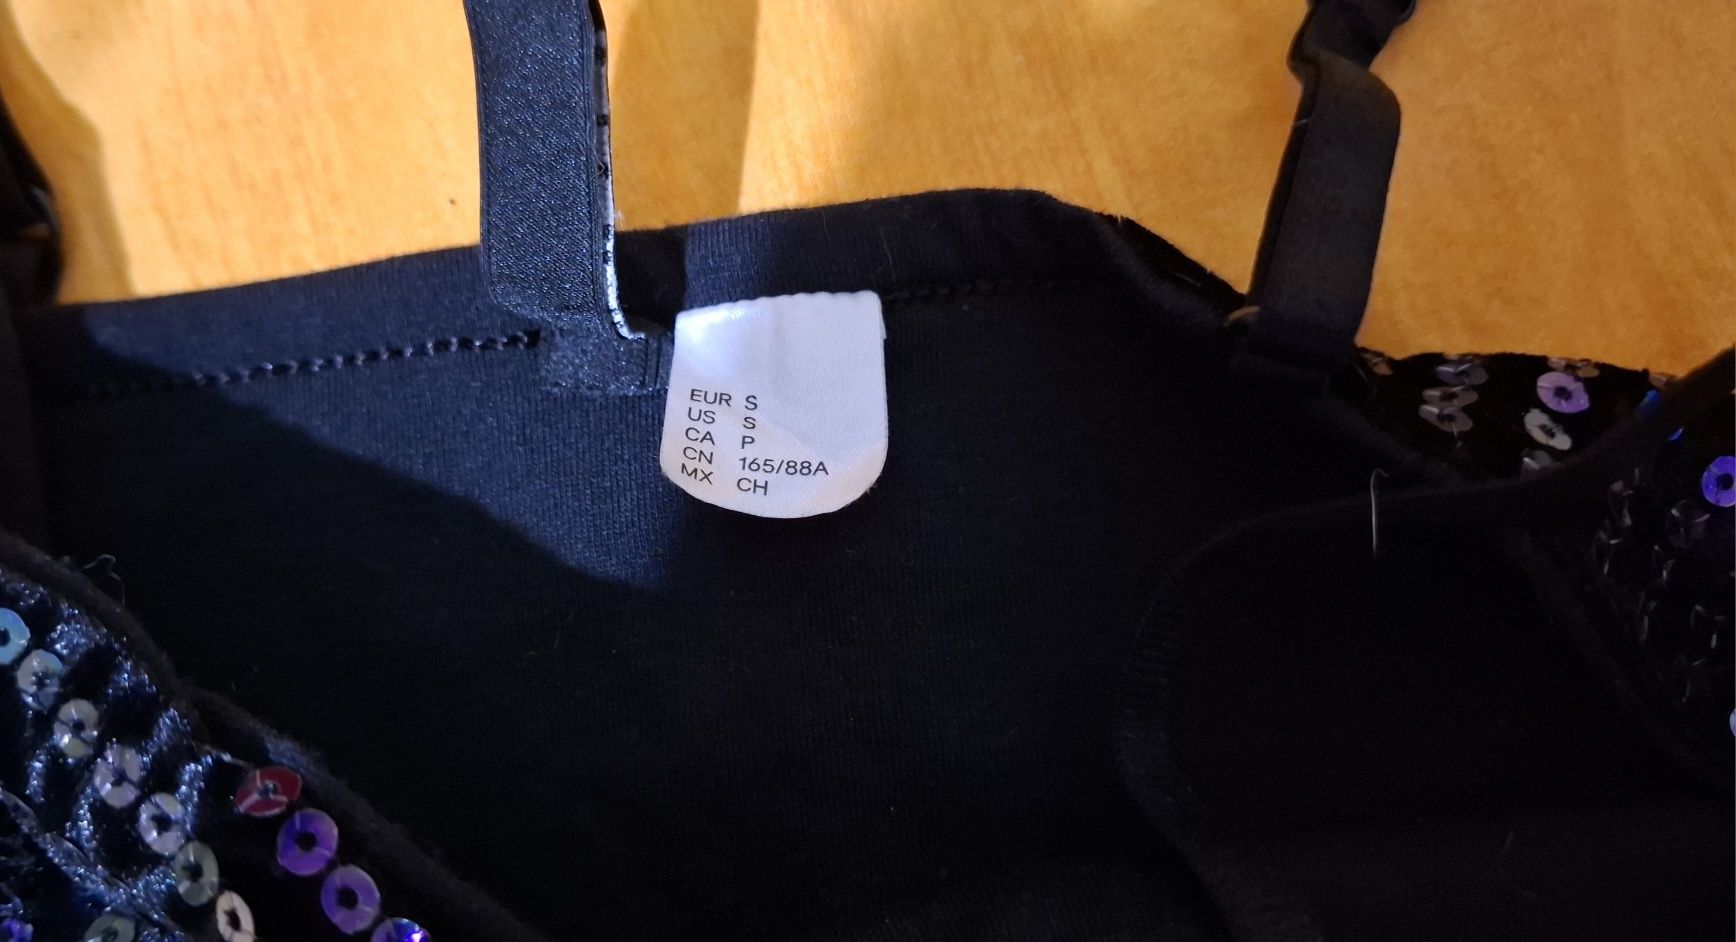 EUR S
US S
CA P
CN 165/88A
MX CH